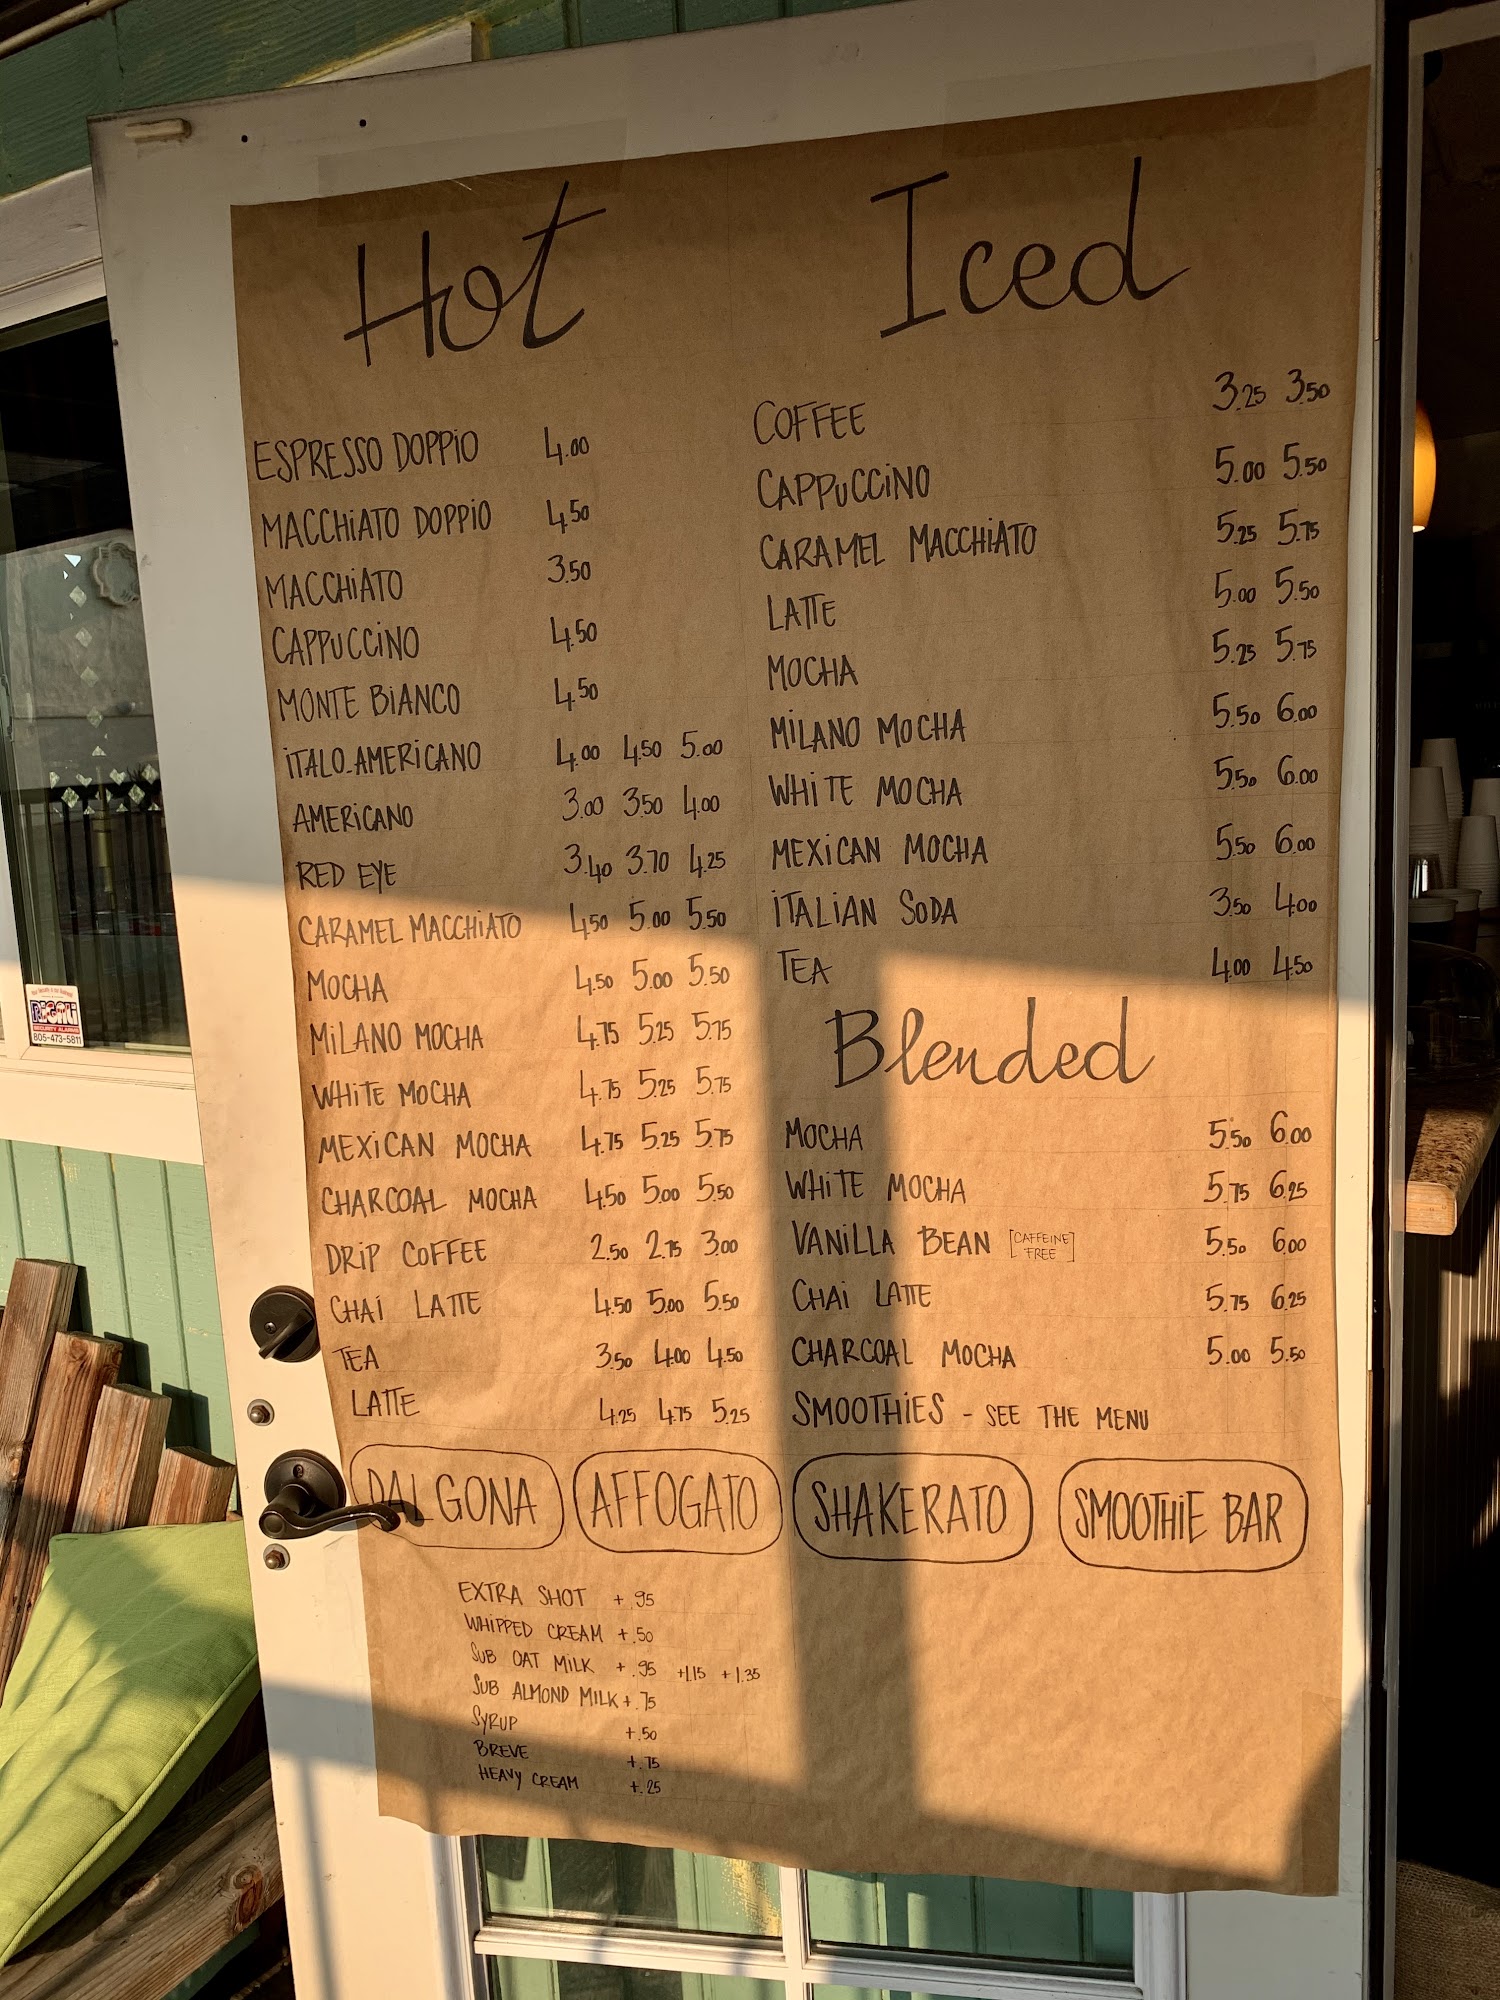 Hot
ESPRESSO DOPPiO 4.00
MACCHiATO DOPPiO 4.50
MACCHiATO 3.50
CAPPUCCiNO 4.50
MONTE BiANCO 4.50
iTALO-AMERiCANO 4.00 4.50 5.00
AMERiCANO 3.00 3.50 4.00
RED EYE 3.40 3.70 4.25
CARAMEL MACCHiATO 4.50 5.00 5.50
MOCHA 4.50 5.00 5.50
MiLANO MOCHA 4.75 5.25 5.75
WHiTE MOCHA 4.75 5.25 5.75
MEXiCAN MOCHA 4.75 5.25 5.75
CHARCOAL MOCHA 4.50 5.00 5.50
DRiP COFFEE 2.50 2.75 3.00
CHAi LATTE 4.50 5.00 5.50
TEA 3.50 4.00 4.50
LATTE 4.25 4.75 5.25
Iced
COFFEE 3.25 3.50
CAPPUCCiNO 5.00 5.50
CARAMEL MACCHiATO 5.25 5.75
LATTE 5.00 5.50
MOCHA 5.25 5.75
MiLANO MOCHA 5.50 6.00
WHiTE MOCHA 5.50 6.00
MEXiCAN MOCHA 5.50 6.00
iTALiAN SODA 3.50 4.00
TEA 4.00 4.50
Blended
MOCHA 5.50 6.00
WHiTE MOCHA 5.75 6.25
VANiLLA BEAN [CAFFEiNE FREE] 5.50 6.00
CHAi LATTE 5.75 6.25
CHARCOAL MOCHA 5.00 5.50
SMOOTHiES - SEE THE MENU
DALGONA AFFOGATO SHAKERATO SMOOTHiE BAR
EXTRA SHOT +.95
WHiPPED CREAM +.50
SUB OAT MiLK +.95 +1.15 +1.35
SUB ALMOND MiLK +.75
SYRUP +.50
BREVE +.75
HEAVY CREAM +.25
RIGALI
SECURITY ALARMS
805-473-5811